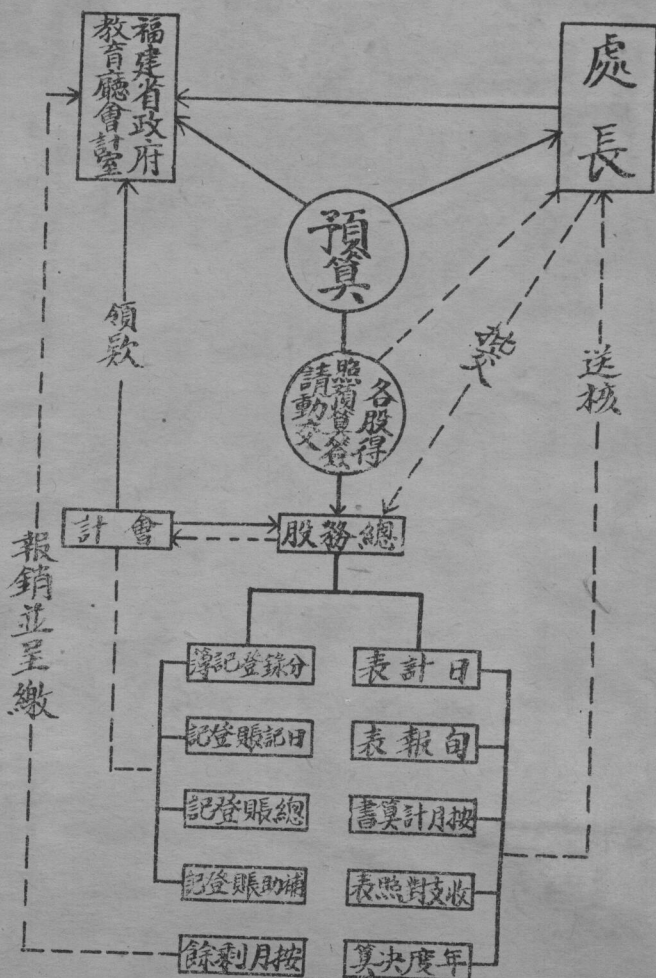 處長
福建省政府
教育廳會計室
預算
領欵
各股得
照預算簽
請動支
批交
送核
總務股
會計
報銷並呈繳
分錄登記簿
日計表
日記賬登記
旬報表
總賬登記
按月計算書
補助賬登記
收支對照表
按月剩餘
年度決算